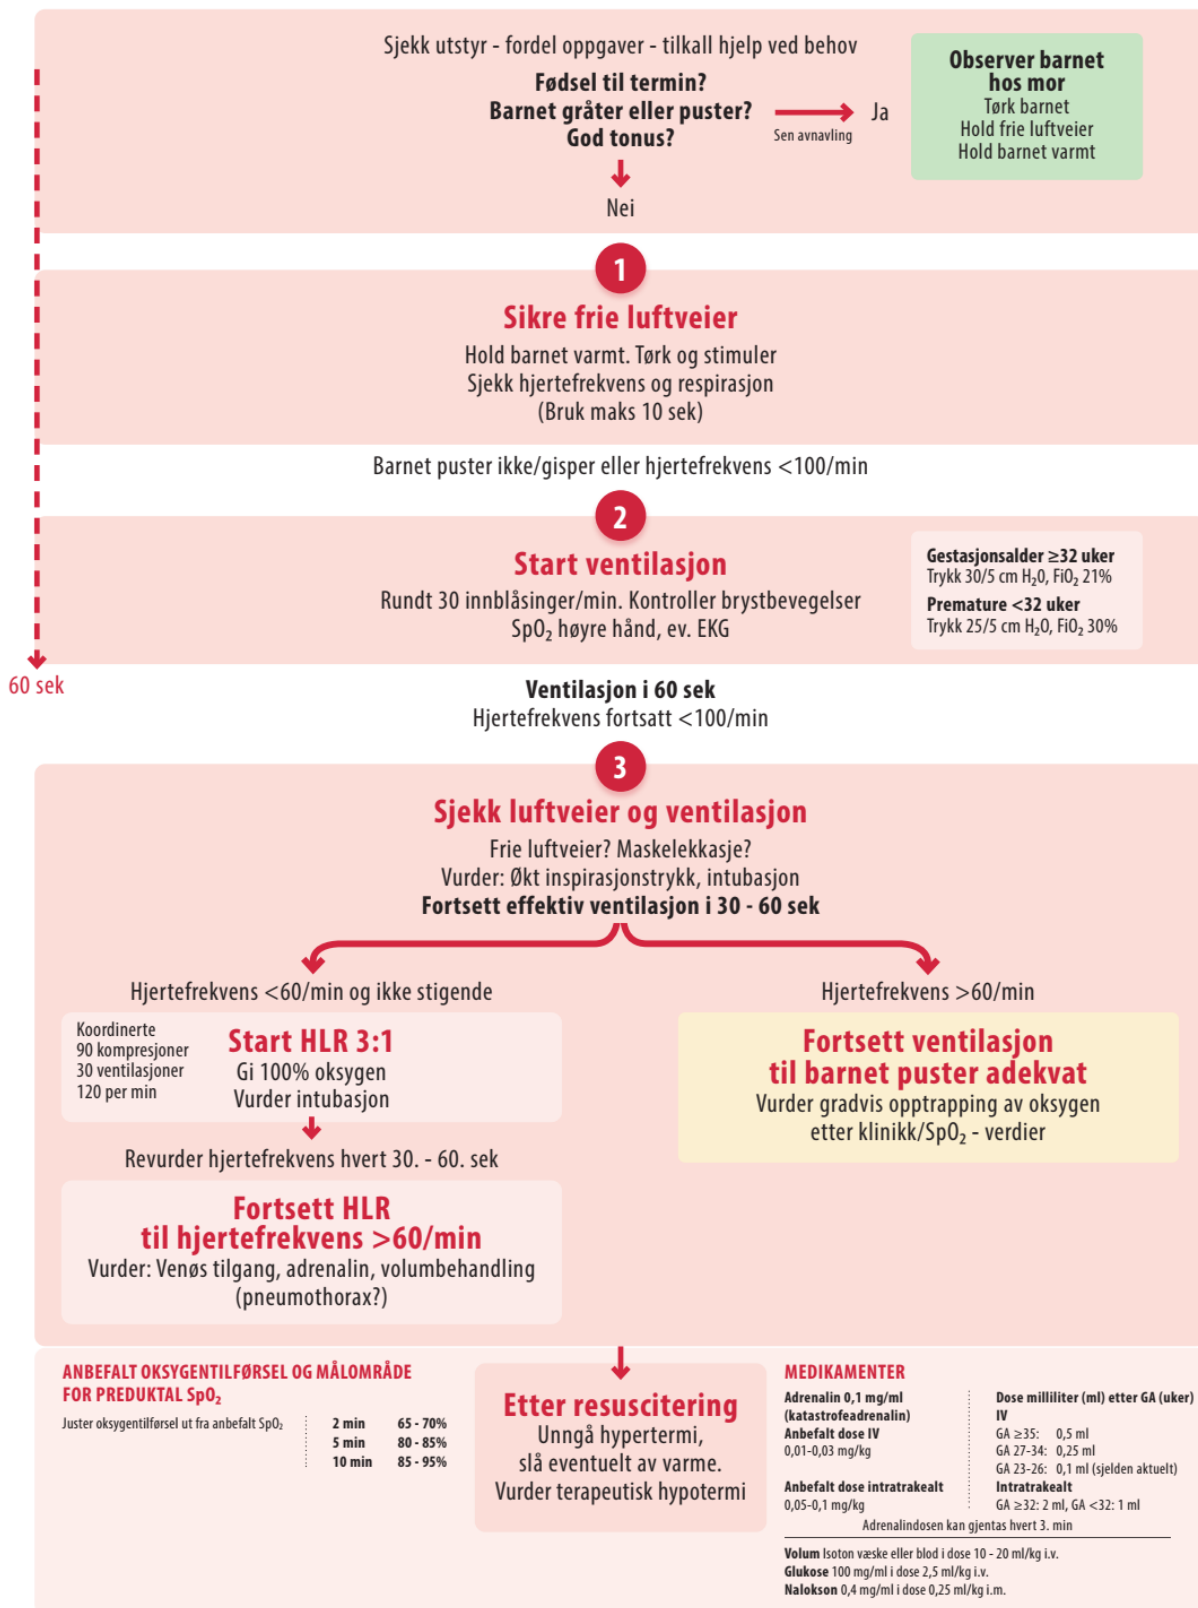 Sjekk utstyr - fordel oppgaver - tilkall hjelp ved behov
Fødsel til termin?
Barnet gråter eller puster?
God tonus?
Sen avnavling
Ja
Observer barnet
hos mor
Tørk barnet
Hold frie luftveier
Hold barnet varmt
Nei
1
Sikre frie luftveier
Hold barnet varmt. Tørk og stimuler
Sjekk hjertefrekvens og respirasjon
(Bruk maks 10 sek)
Barnet puster ikke/gisper eller hjertefrekvens <100/min
2
Start ventilasjon
Rundt 30 innblåsinger/min. Kontroller brystbevegelser
SpO₂ høyre hånd, ev. EKG
Gestasjonsalder ≥32 uker
Trykk 30/5 cm H₂O, FiO₂ 21%
Premature <32 uker
Trykk 25/5 cm H₂O, FiO₂ 30%
60 sek
Ventilasjon i 60 sek
Hjertefrekvens fortsatt <100/min
3
Sjekk luftveier og ventilasjon
Frie luftveier? Maskelekkasje?
Vurder: Økt inspirasjonstrykk, intubasjon
Fortsett effektiv ventilasjon i 30 - 60 sek
Hjertefrekvens <60/min og ikke stigende
Koordinerte
90 kompresjoner
30 ventilasjoner
120 per min
Start HLR 3:1
Gi 100% oksygen
Vurder intubasjon
Revurder hjertefrekvens hvert 30. - 60. sek
Fortsett HLR
til hjertefrekvens >60/min
Vurder: Venøs tilgang, adrenalin, volumbehandling
(pneumothorax?)
Hjertefrekvens >60/min
Fortsett ventilasjon
til barnet puster adekvat
Vurder gradvis opptrapping av oksygen
etter klinikk/SpO₂ - verdier
ANBEFALT OKSYGENTILFØRSEL OG MÅLOMRÅDE
FOR PREDUKTAL SpO₂
Juster oksygentilførsel ut fra anbefalt SpO₂
2 min 65 - 70%
5 min 80 - 85%
10 min 85 - 95%
Etter resuscitering
Unngå hypertermi,
slå eventuelt av varme.
Vurder terapeutisk hypotermi
MEDIKAMENTER
Adrenalin 0,1 mg/ml
(katastrofeadrenalin)
Anbefalt dose IV
0,01-0,03 mg/kg
Anbefalt dose intratrakealt
0,05-0,1 mg/kg
Dose milliliter (ml) etter GA (uker)
IV
GA ≥35: 0,5 ml
GA 27-34: 0,25 ml
GA 23-26: 0,1 ml (sjelden aktuelt)
Intratrakealt
GA ≥32: 2 ml, GA <32: 1 ml
Adrenalindosen kan gjentas hvert 3. min
Volum Isoton væske eller blod i dose 10 - 20 ml/kg i.v.
Glukose 100 mg/ml i dose 2,5 ml/kg i.v.
Nalokson 0,4 mg/ml i dose 0,25 ml/kg i.m.